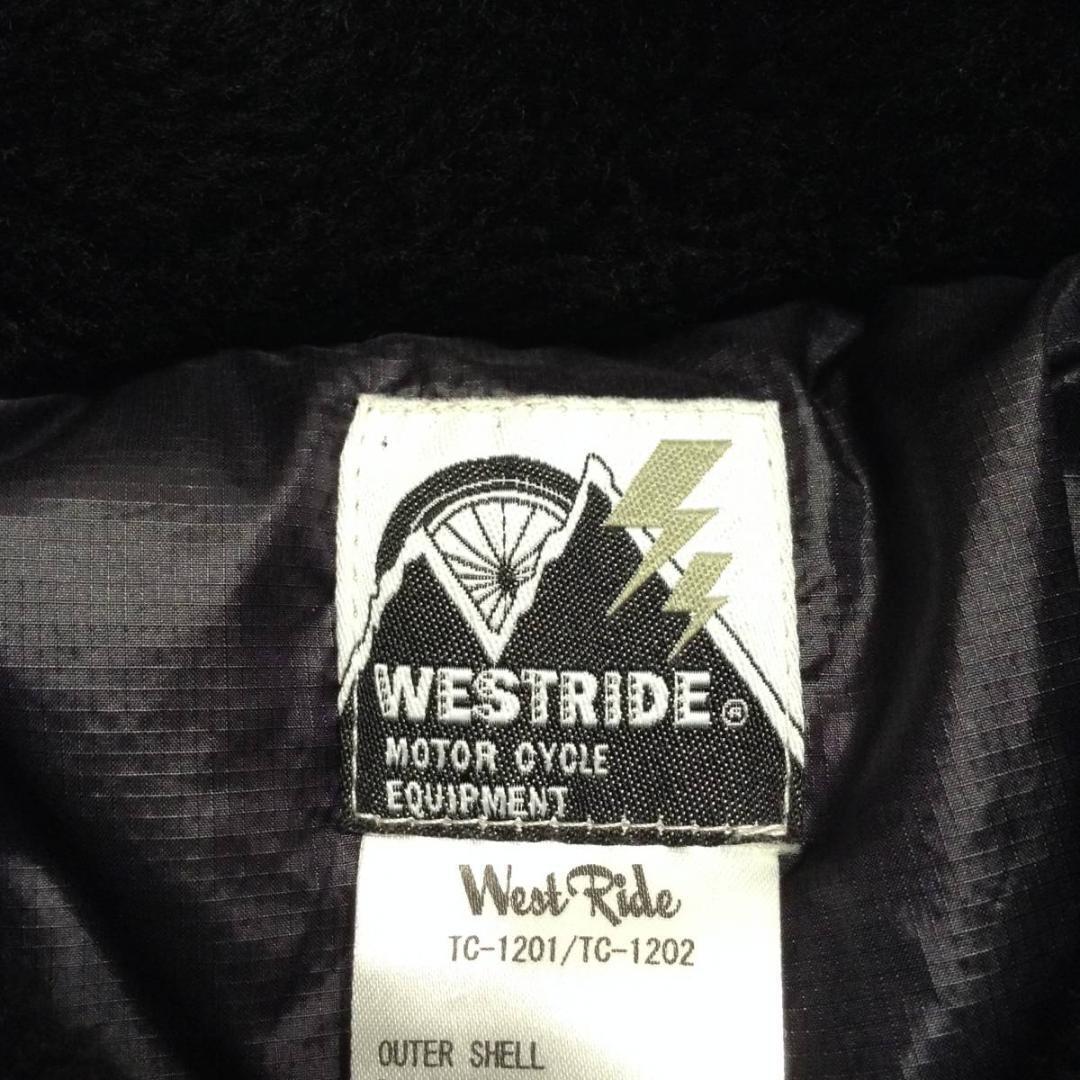 WESTRIDE®
MOTOR CYCLE
EQUIPMENT
West Ride
TC-1201/TC-1202
OUTER SHELL